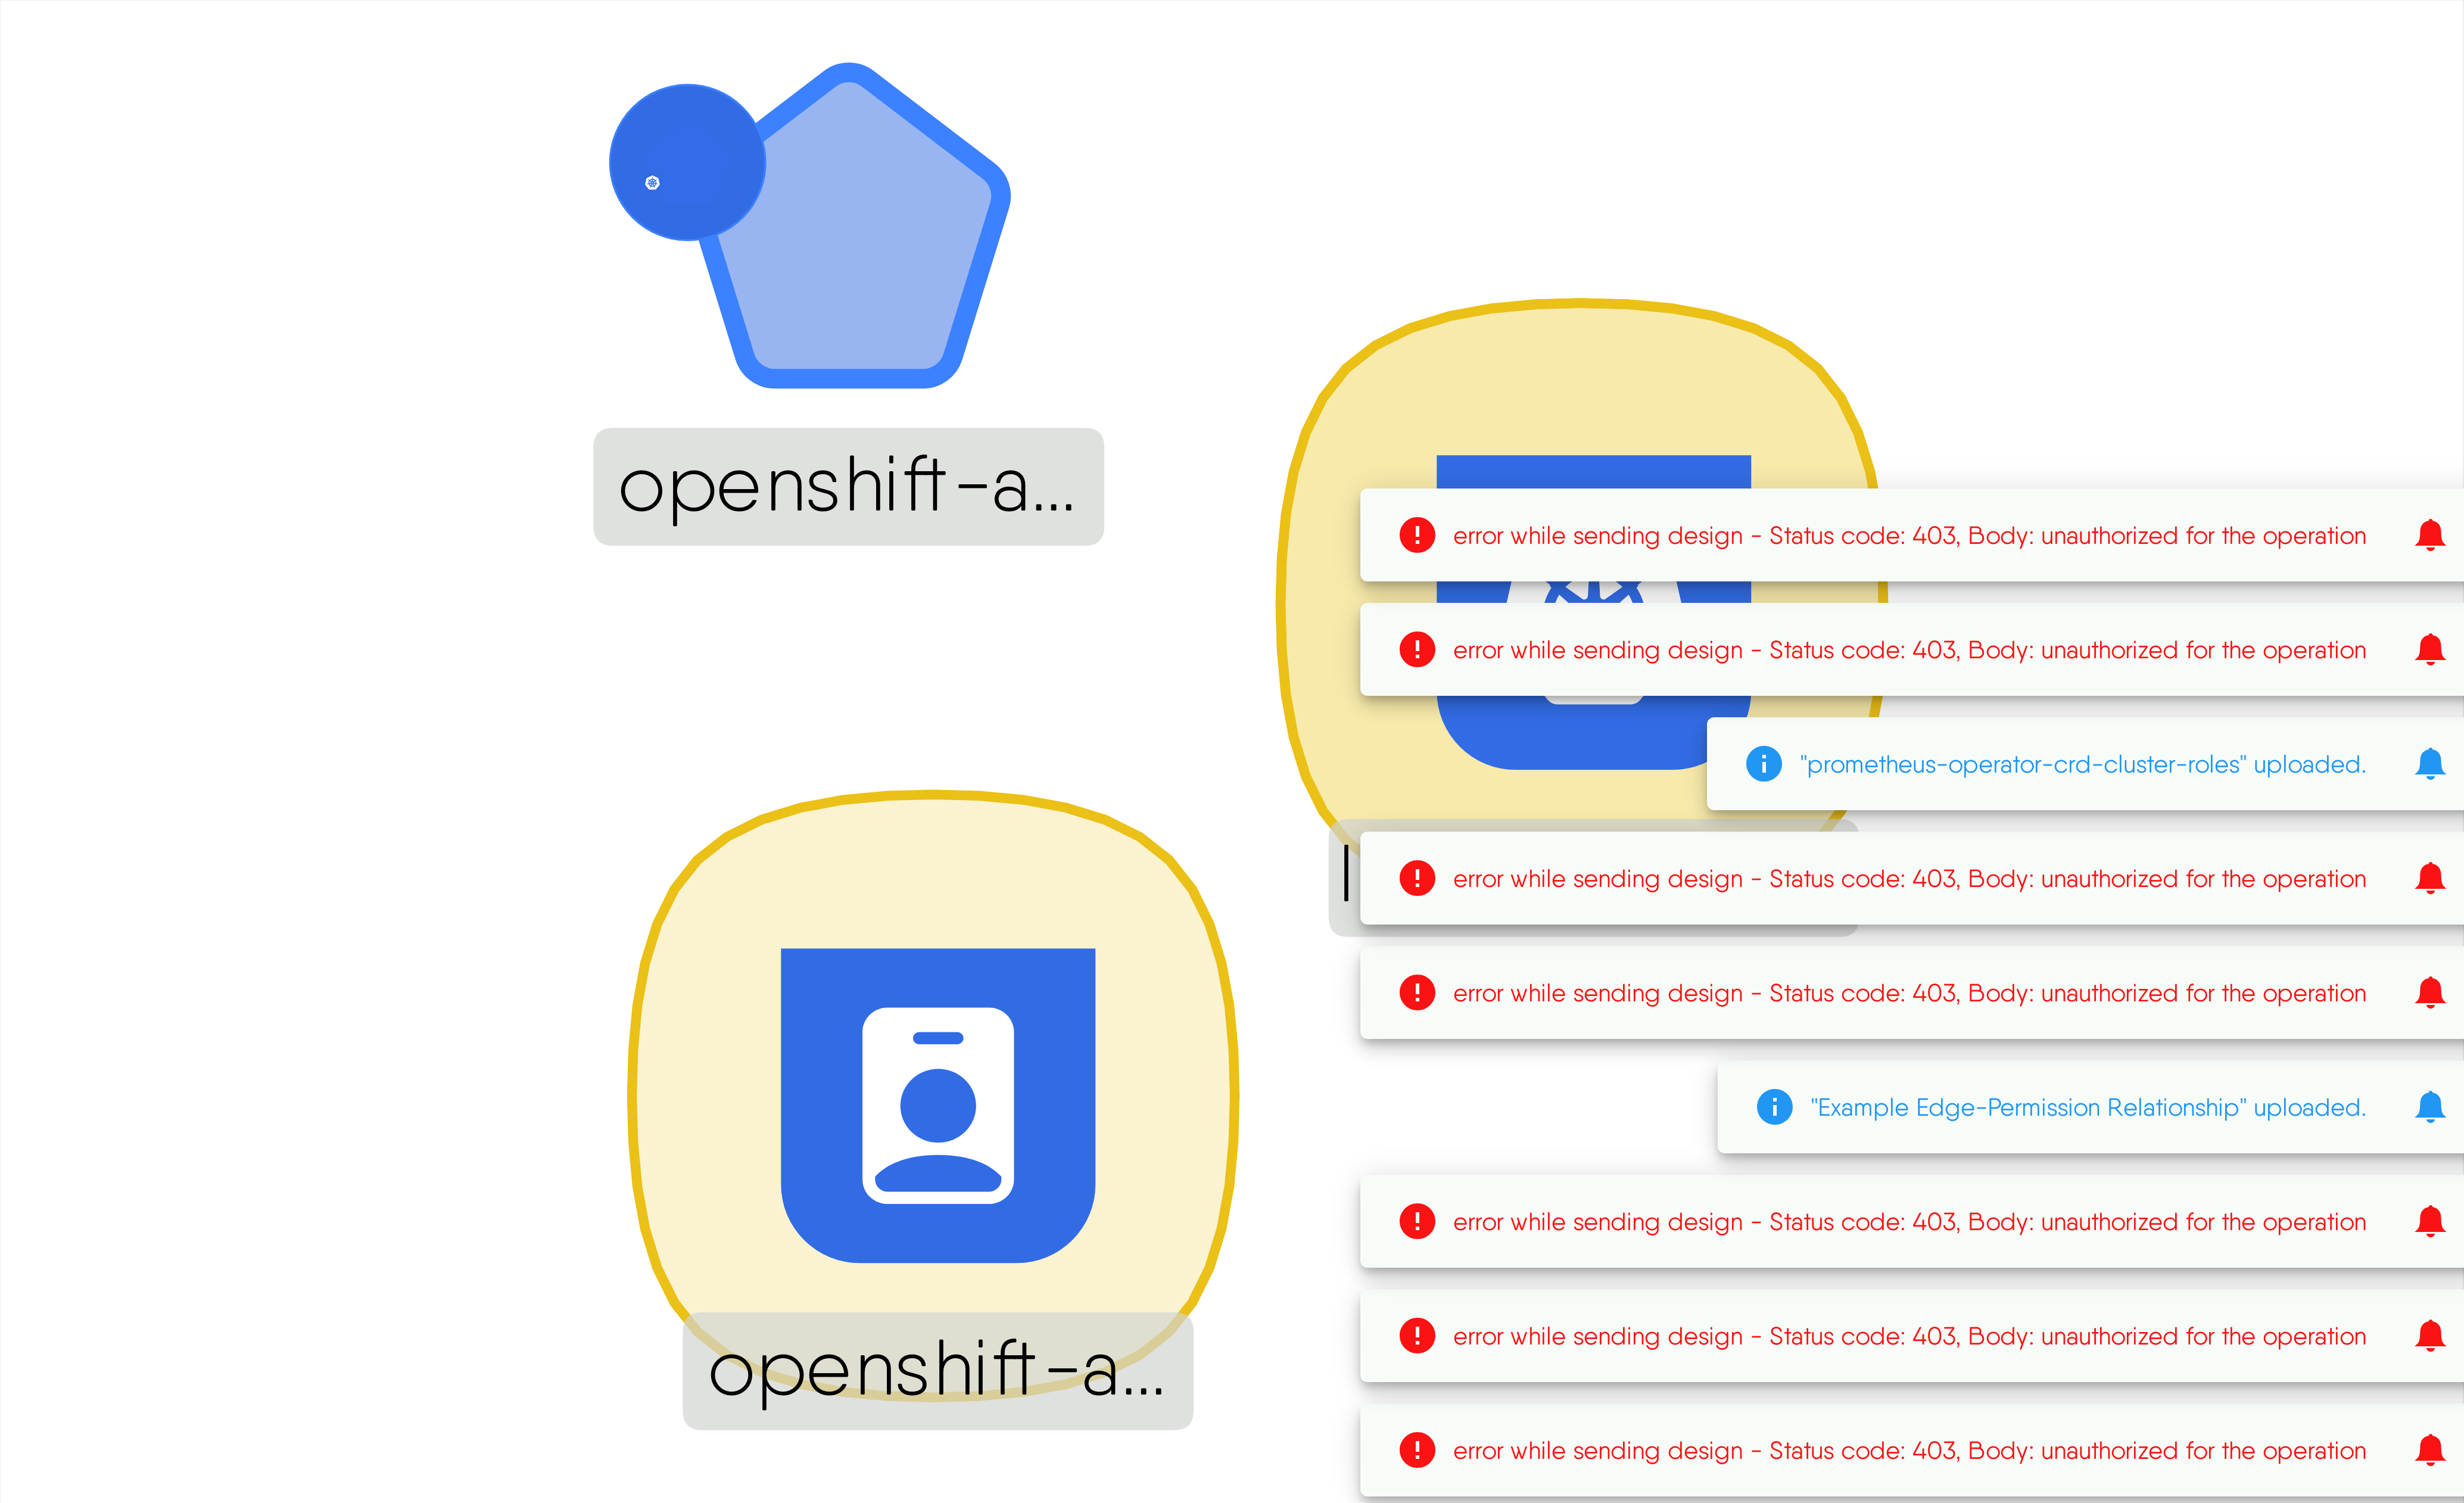 openshift-a...
error while sending design - Status code: 403, Body: unauthorized for the operation
error while sending design - Status code: 403, Body: unauthorized for the operation
"prometheus-operator-crd-cluster-roles" uploaded.
error while sending design - Status code: 403, Body: unauthorized for the operation
error while sending design - Status code: 403, Body: unauthorized for the operation
"Example Edge-Permission Relationship" uploaded.
error while sending design - Status code: 403, Body: unauthorized for the operation
error while sending design - Status code: 403, Body: unauthorized for the operation
openshift-a...
error while sending design - Status code: 403, Body: unauthorized for the operation